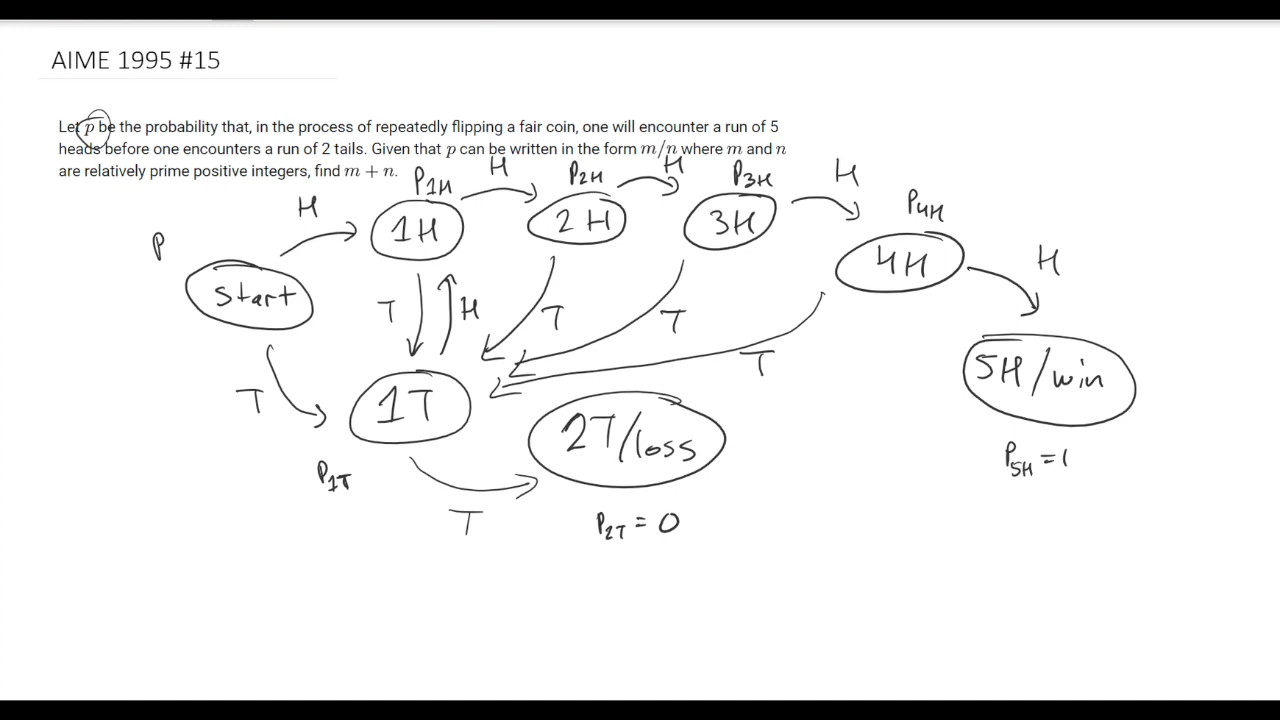 AIME 1995 #15
Let p be the probability that, in the process of repeatedly flipping a fair coin, one will encounter a run of 5
heads before one encounters a run of 2 tails. Given that p can be written in the form m/n where m and n
are relatively prime positive integers, find m + n.
P1H
H
P2H
H
P3H
H
P4H
H
P
1H
2H
3H
4H
H
Start
T
H
T
T
T
5H/win
T
1T
2T/loss
P1T
T
P2T = 0
P5H = 1